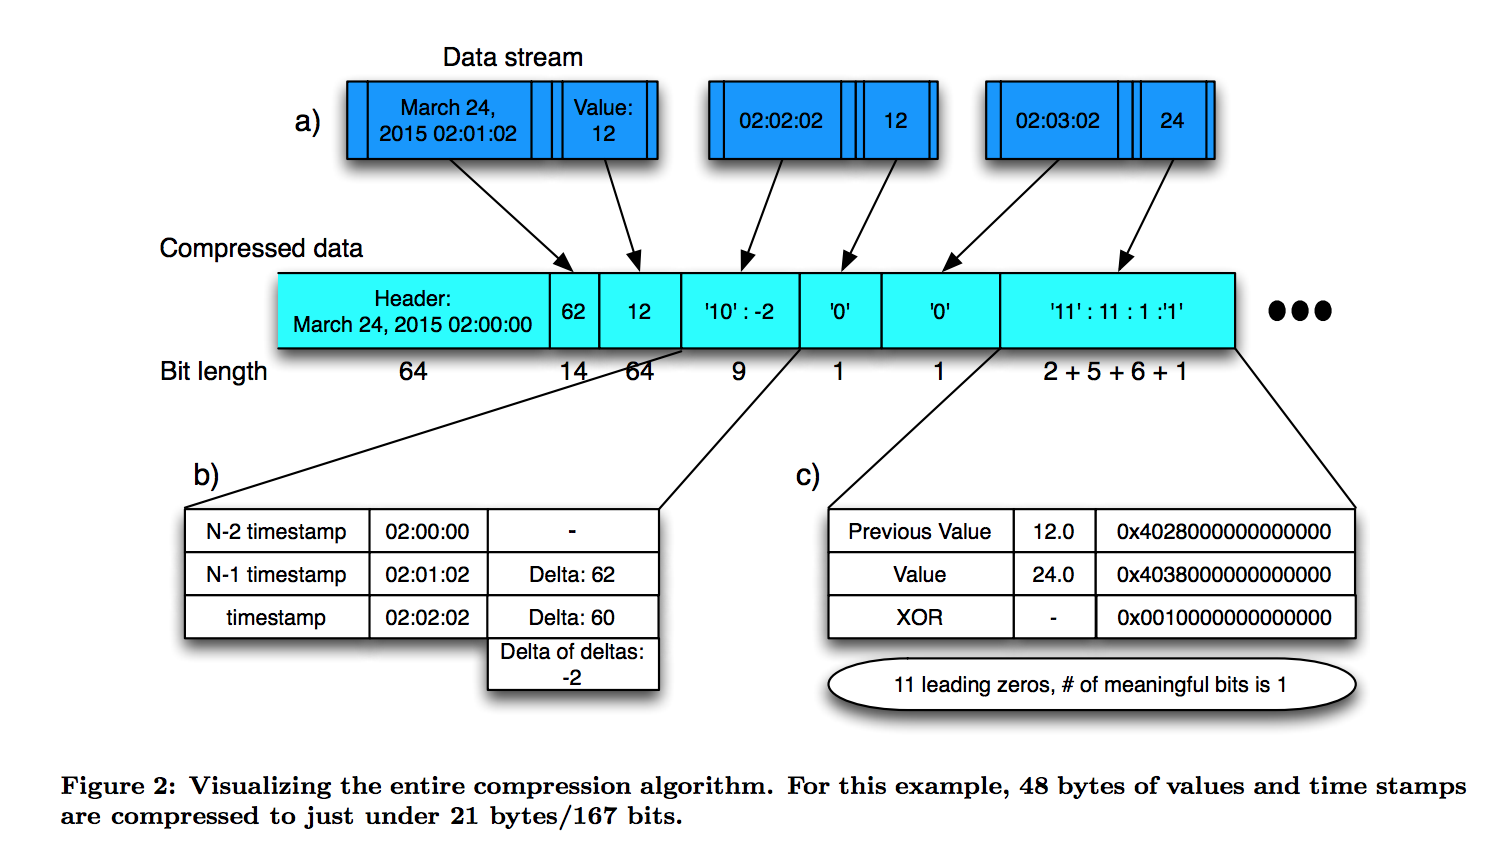 Data stream
a)
March 24,
2015 02:01:02
Value:
12
02:02:02
12
02:03:02
24
Compressed data
Header:
March 24, 2015 02:00:00
62
12
'10' : -2
'0'
'0'
'11' : 11 : 1 :'1'
Bit length
64
14
64
9
1
1
2 + 5 + 6 + 1
b)
N-2 timestamp 02:00:00 -
N-1 timestamp 02:01:02 Delta: 62
timestamp 02:02:02 Delta: 60
Delta of deltas:
-2
c)
Previous Value 12.0 0x4028000000000000
Value 24.0 0x4038000000000000
XOR - 0x0010000000000000
11 leading zeros, # of meaningful bits is 1
Figure 2: Visualizing the entire compression algorithm. For this example, 48 bytes of values and time stamps
are compressed to just under 21 bytes/167 bits.